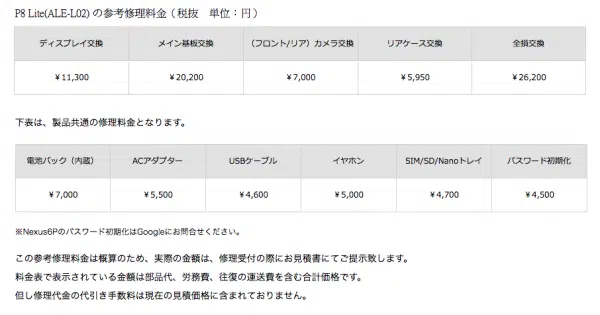 P8 Lite(ALE-L02) の参考修理料金（税抜　単位：円）
ディスプレイ交換 メイン基板交換 （フロント/リア）カメラ交換 リアケース交換 全損交換
￥11,300 ￥20,200 ￥7,000 ￥5,950 ￥26,200
下表は、製品共通の修理料金となります。
電池パック（内蔵） ACアダプター USBケーブル イヤホン SIM/SD/Nanoトレイ パスワード初期化
￥7,000 ￥5,500 ￥4,600 ￥5,000 ￥4,700 ￥4,500
※Nexus6Pのパスワード初期化はGoogleにお問合せください。
この参考修理料金は概算のため、実際の金額は、修理受付の際にお見積書にてご提示致します。
料金表で表示されている金額は部品代、労務費、往復の運送費を含む合計価格です。
但し修理代金の代引き手数料は現在の見積価格に含まれておりません。